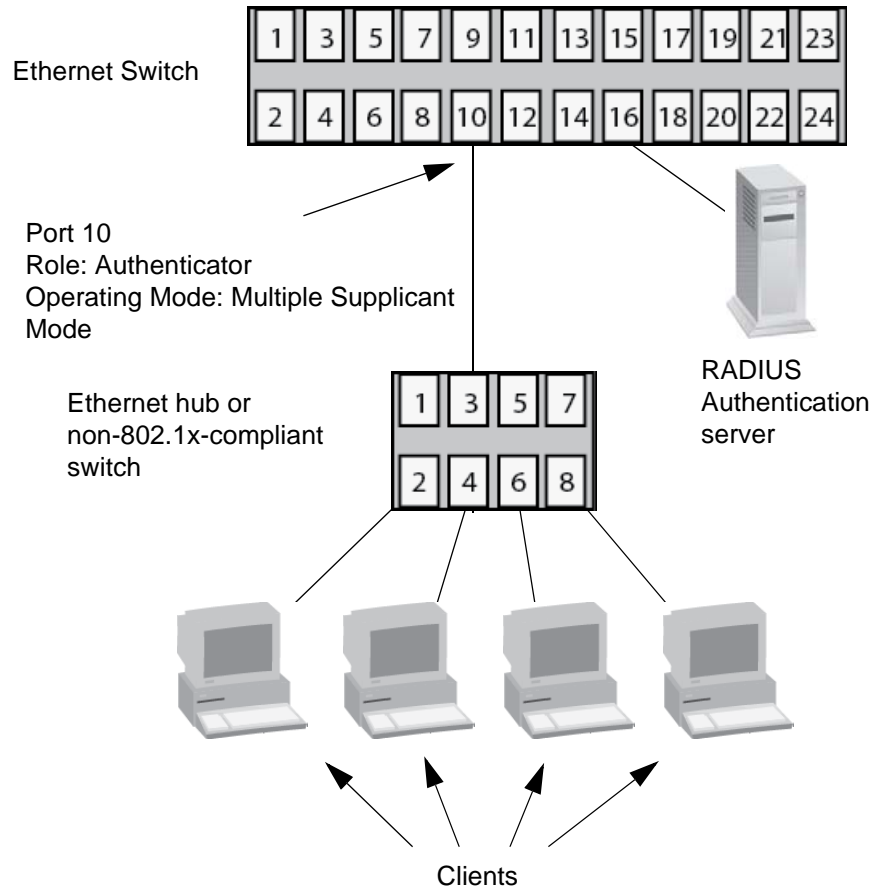 1 3 5 7 9 11 13 15 17 19 21 23
Ethernet Switch
2 4 6 8 10 12 14 16 18 20 22 24
Port 10
Role: Authenticator
Operating Mode: Multiple Supplicant
Mode
RADIUS
Authentication
server
Ethernet hub or
non-802.1x-compliant
switch
1 3 5 7
2 4 6 8
Clients